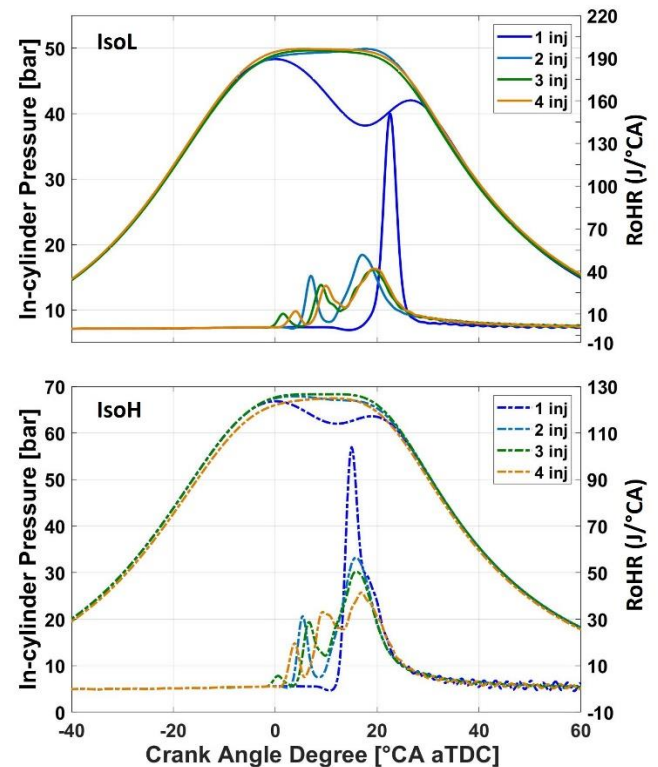 IsoL
1 inj
2 inj
3 inj
4 inj
In-cylinder Pressure [bar]
50
40
30
20
10
220
190
160
130
100
70
40
10
-10
RoHR (J/°CA)
IsoH
1 inj
2 inj
3 inj
4 inj
In-cylinder Pressure [bar]
70
60
50
40
30
20
10
0
130
110
90
70
50
30
10
-10
RoHR (J/°CA)
-40
-20
0
20
40
60
Crank Angle Degree [°CA aTDC]